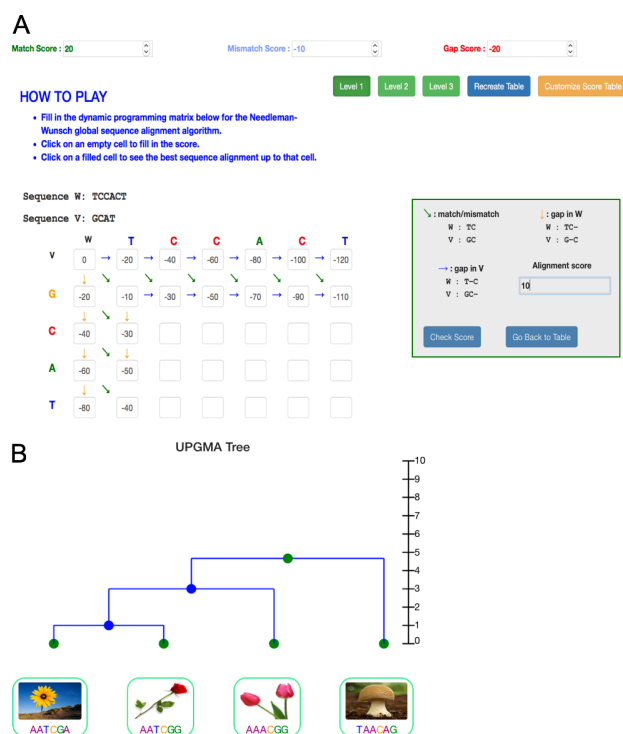 A
Match Score : 20 Mismatch Score : -10 Gap Score : -20
Level 1 Level 2 Level 3 Recreate Table Customize Score Table
HOW TO PLAY
• Fill in the dynamic programming matrix below for the Needleman-
Wunsch global sequence alignment algorithm.
• Click on an empty cell to fill in the score.
• Click on a filled cell to see the best sequence alignment up to that cell.
Sequence W: TCCACT
Sequence V: GCAT
W T C C A C T
V 0 → -20 → -40 → -60 → -80 → -100 → -120
G -20 -10 → -30 → -50 → -70 → -90 → -110
C -40 -30
A -60 -50
T -80 -40
↘ : match/mismatch
W : TC
V : GC
↓ : gap in W
W : TC-
V : G-C
→ : gap in V
W : T-C
V : GC-
Alignment score
10
Check Score Go Back to Table
B
UPGMA Tree
10
9
8
7
6
5
4
3
2
1
0
AATCGA AATCGG AAACGG TAACAG